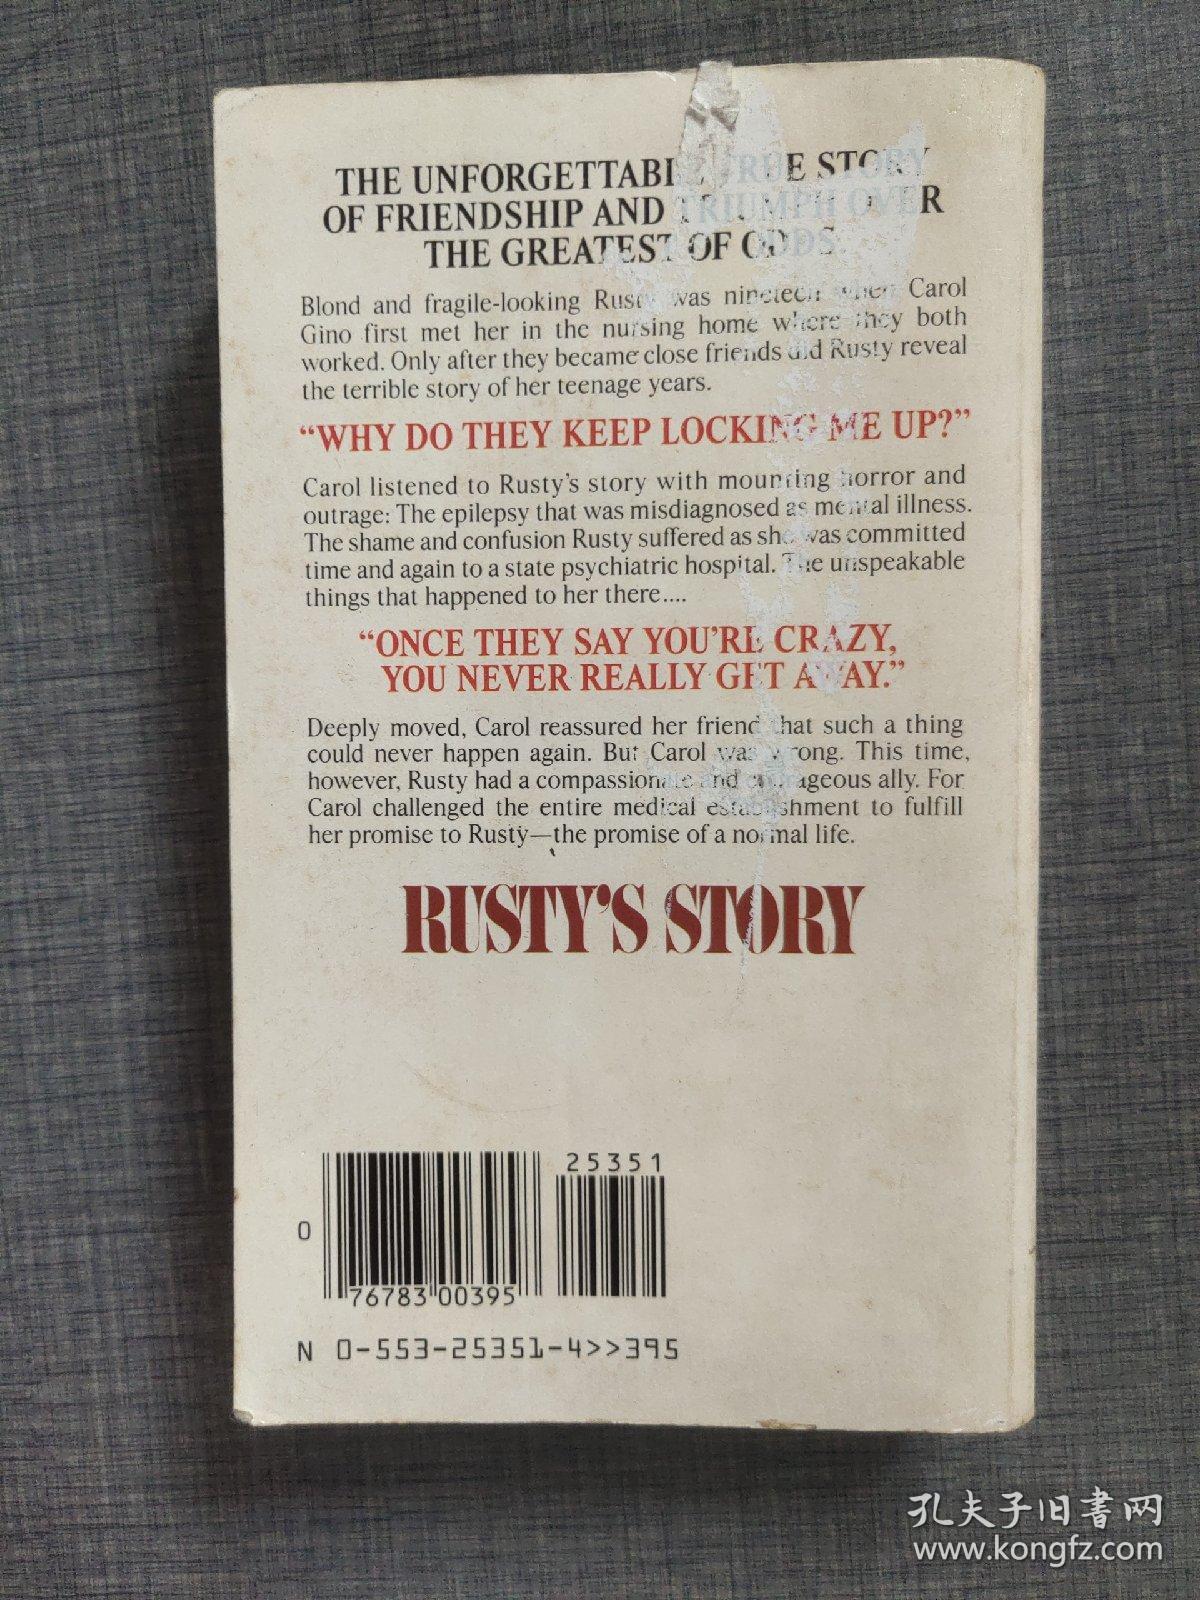 THE UNFORGETTABLE TRUE STORY
OF FRIENDSHIP AND TRIUMPH OVER
THE GREATEST OF ODDS.
Blond and fragile-looking Rusty was nineteen when Carol
Gino first met her in the nursing home where they both
worked. Only after they became close friends did Rusty reveal
the terrible story of her teenage years.
“WHY DO THEY KEEP LOCKING ME UP?”
Carol listened to Rusty's story with mounting horror and
outrage: The epilepsy that was misdiagnosed as mental illness.
The shame and confusion Rusty suffered as she was committed
time and again to a state psychiatric hospital. The unspeakable
things that happened to her there....
“ONCE THEY SAY YOU'RE CRAZY,
YOU NEVER REALLY GET AWAY.”
Deeply moved, Carol reassured her friend that such a thing
could never happen again. But Carol was wrong. This time,
however, Rusty had a compassionate and courageous ally. For
Carol challenged the entire medical establishment to fulfill
her promise to Rusty—the promise of a normal life.
RUSTY'S STORY
25351
0
76783 00395
N 0-553-25351-4>>395
孔夫子旧书网
www.kongfz.com